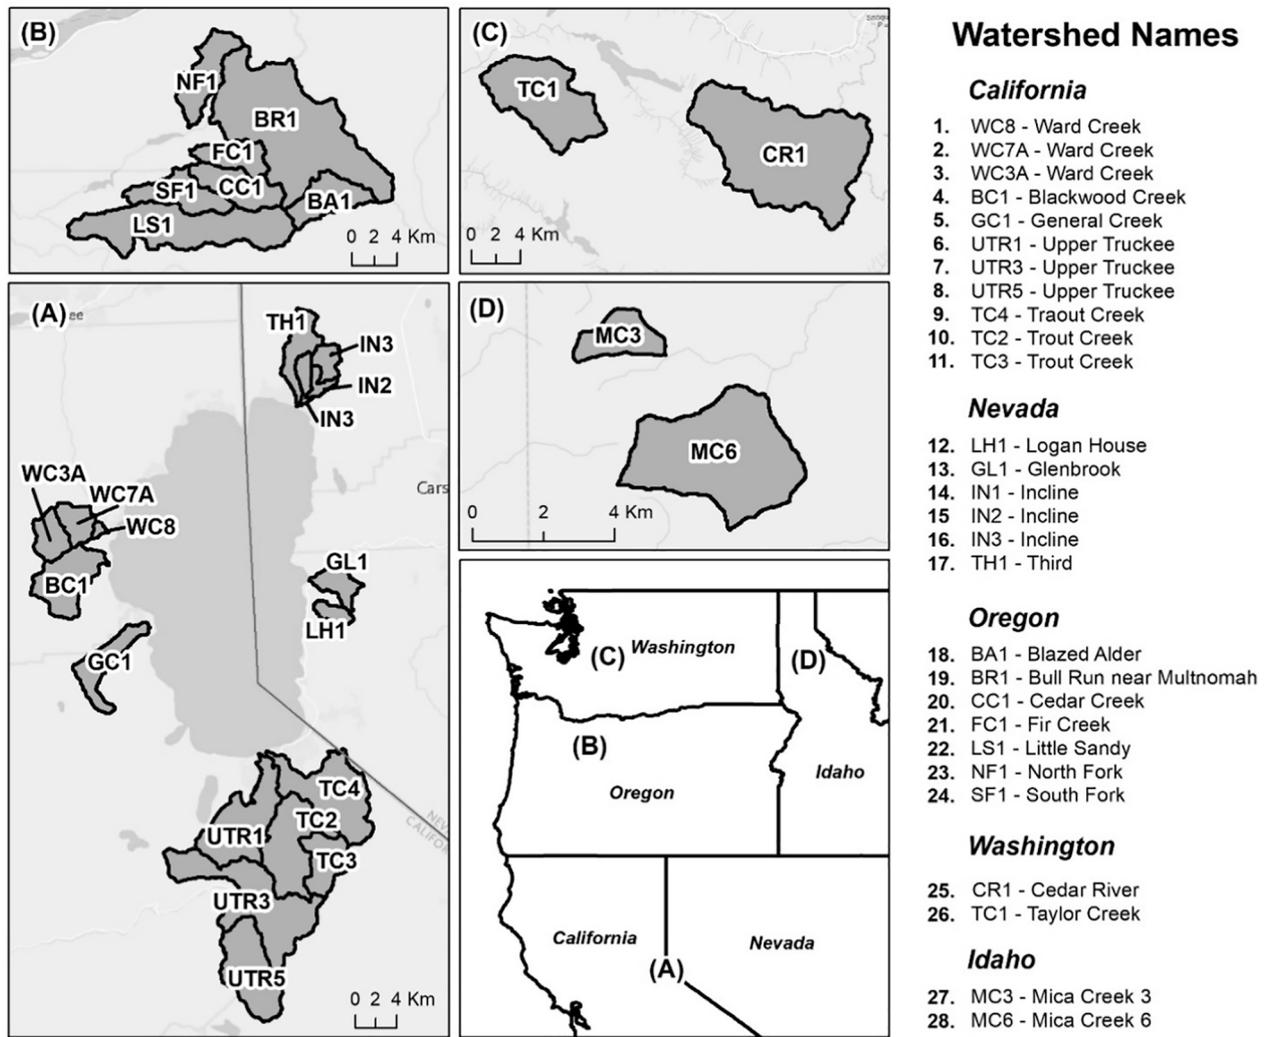 (B)
NF1
BR1
FC1
SF1
CC1
BA1
LS1
0 2 4 Km
(C)
TC1
CR1
0 2 4 Km
(A)
ee
TH1
IN3
IN2
IN3
WC3A
WC7A
WC8
BC1
Cars
GL1
LH1
GC1
TC4
TC2
UTR1
TC3
UTR3
UTR5
CALIFOR
0 2 4 Km
(D)
MC3
MC6
0 2 4 Km
(C) Washington (D)
(B)
Oregon
Idaho
California
Nevada
(A)
Watershed Names
California
1. WC8 - Ward Creek
2. WC7A - Ward Creek
3. WC3A - Ward Creek
4. BC1 - Blackwood Creek
5. GC1 - General Creek
6. UTR1 - Upper Truckee
7. UTR3 - Upper Truckee
8. UTR5 - Upper Truckee
9. TC4 - Traout Creek
10. TC2 - Trout Creek
11. TC3 - Trout Creek
Nevada
12. LH1 - Logan House
13. GL1 - Glenbrook
14. IN1 - Incline
15 IN2 - Incline
16. IN3 - Incline
17. TH1 - Third
Oregon
18. BA1 - Blazed Alder
19. BR1 - Bull Run near Multnomah
20. CC1 - Cedar Creek
21. FC1 - Fir Creek
22. LS1 - Little Sandy
23. NF1 - North Fork
24. SF1 - South Fork
Washington
25. CR1 - Cedar River
26. TC1 - Taylor Creek
Idaho
27. MC3 - Mica Creek 3
28. MC6 - Mica Creek 6